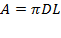 A = πDL